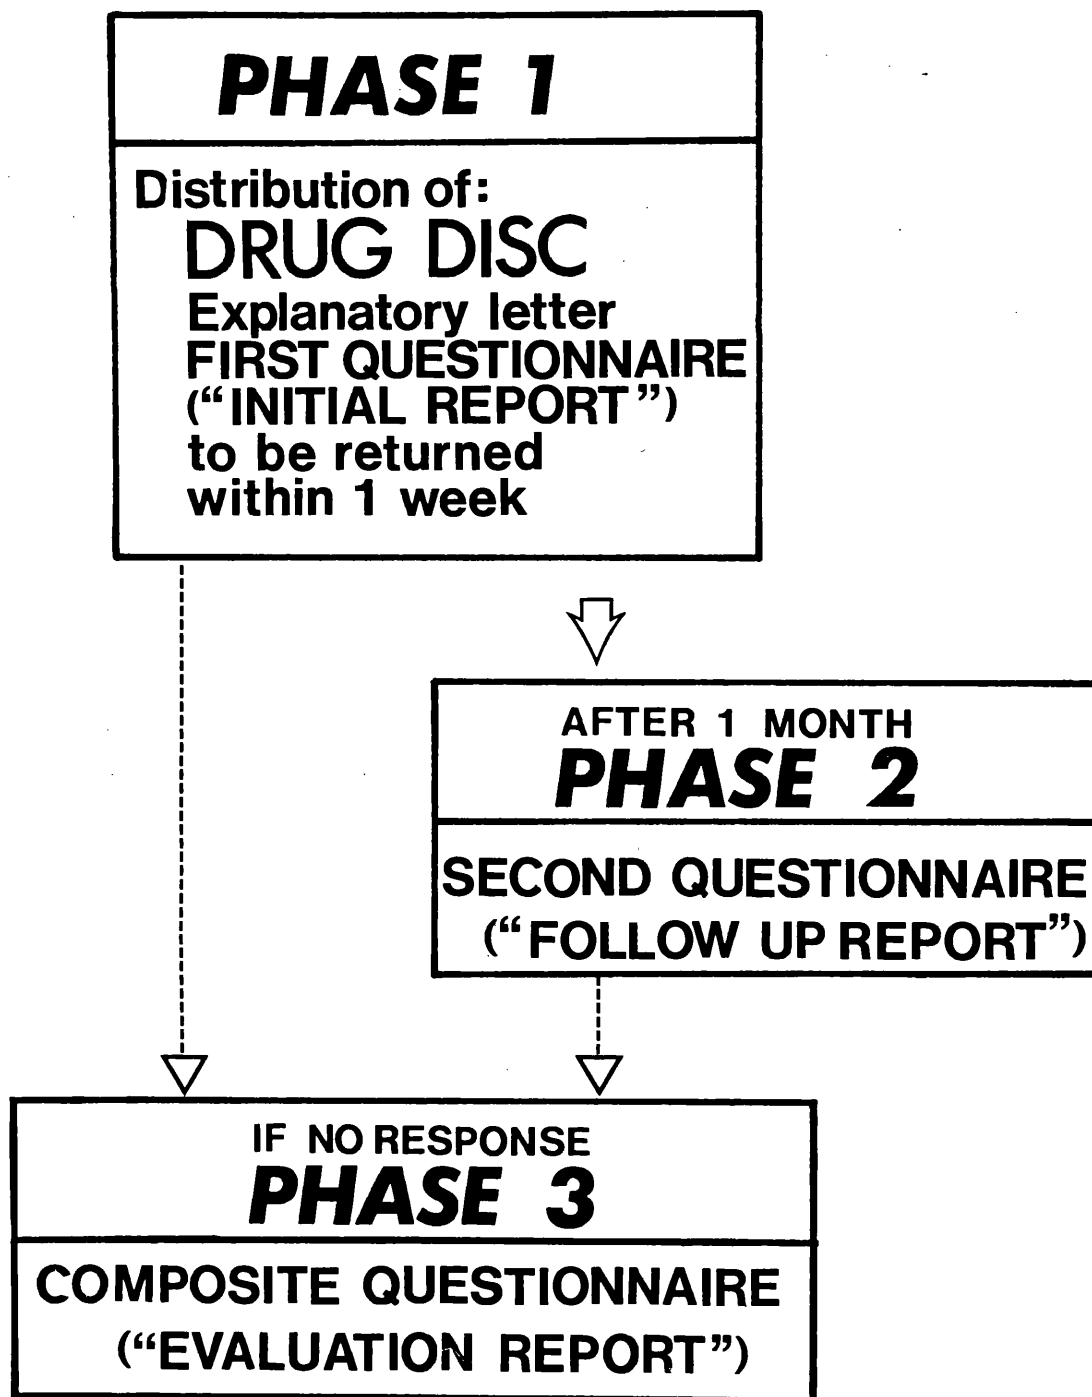 PHASE 1
Distribution of:
DRUG DISC
Explanatory letter
FIRST QUESTIONNAIRE
(“INITIAL REPORT”)
to be returned
within 1 week
AFTER 1 MONTH
PHASE 2
SECOND QUESTIONNAIRE
(“FOLLOW UP REPORT”)
IF NO RESPONSE
PHASE 3
COMPOSITE QUESTIONNAIRE
(“EVALUATION REPORT”)